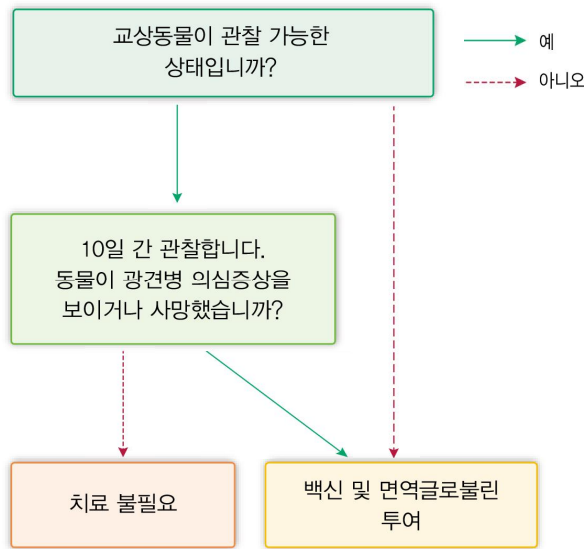 교상동물이 관찰 가능한
상태입니까?
예
아니오
10일 간 관찰합니다.
동물이 광견병 의심증상을
보이거나 사망했습니까?
치료 불필요
백신 및 면역글로불린
투여